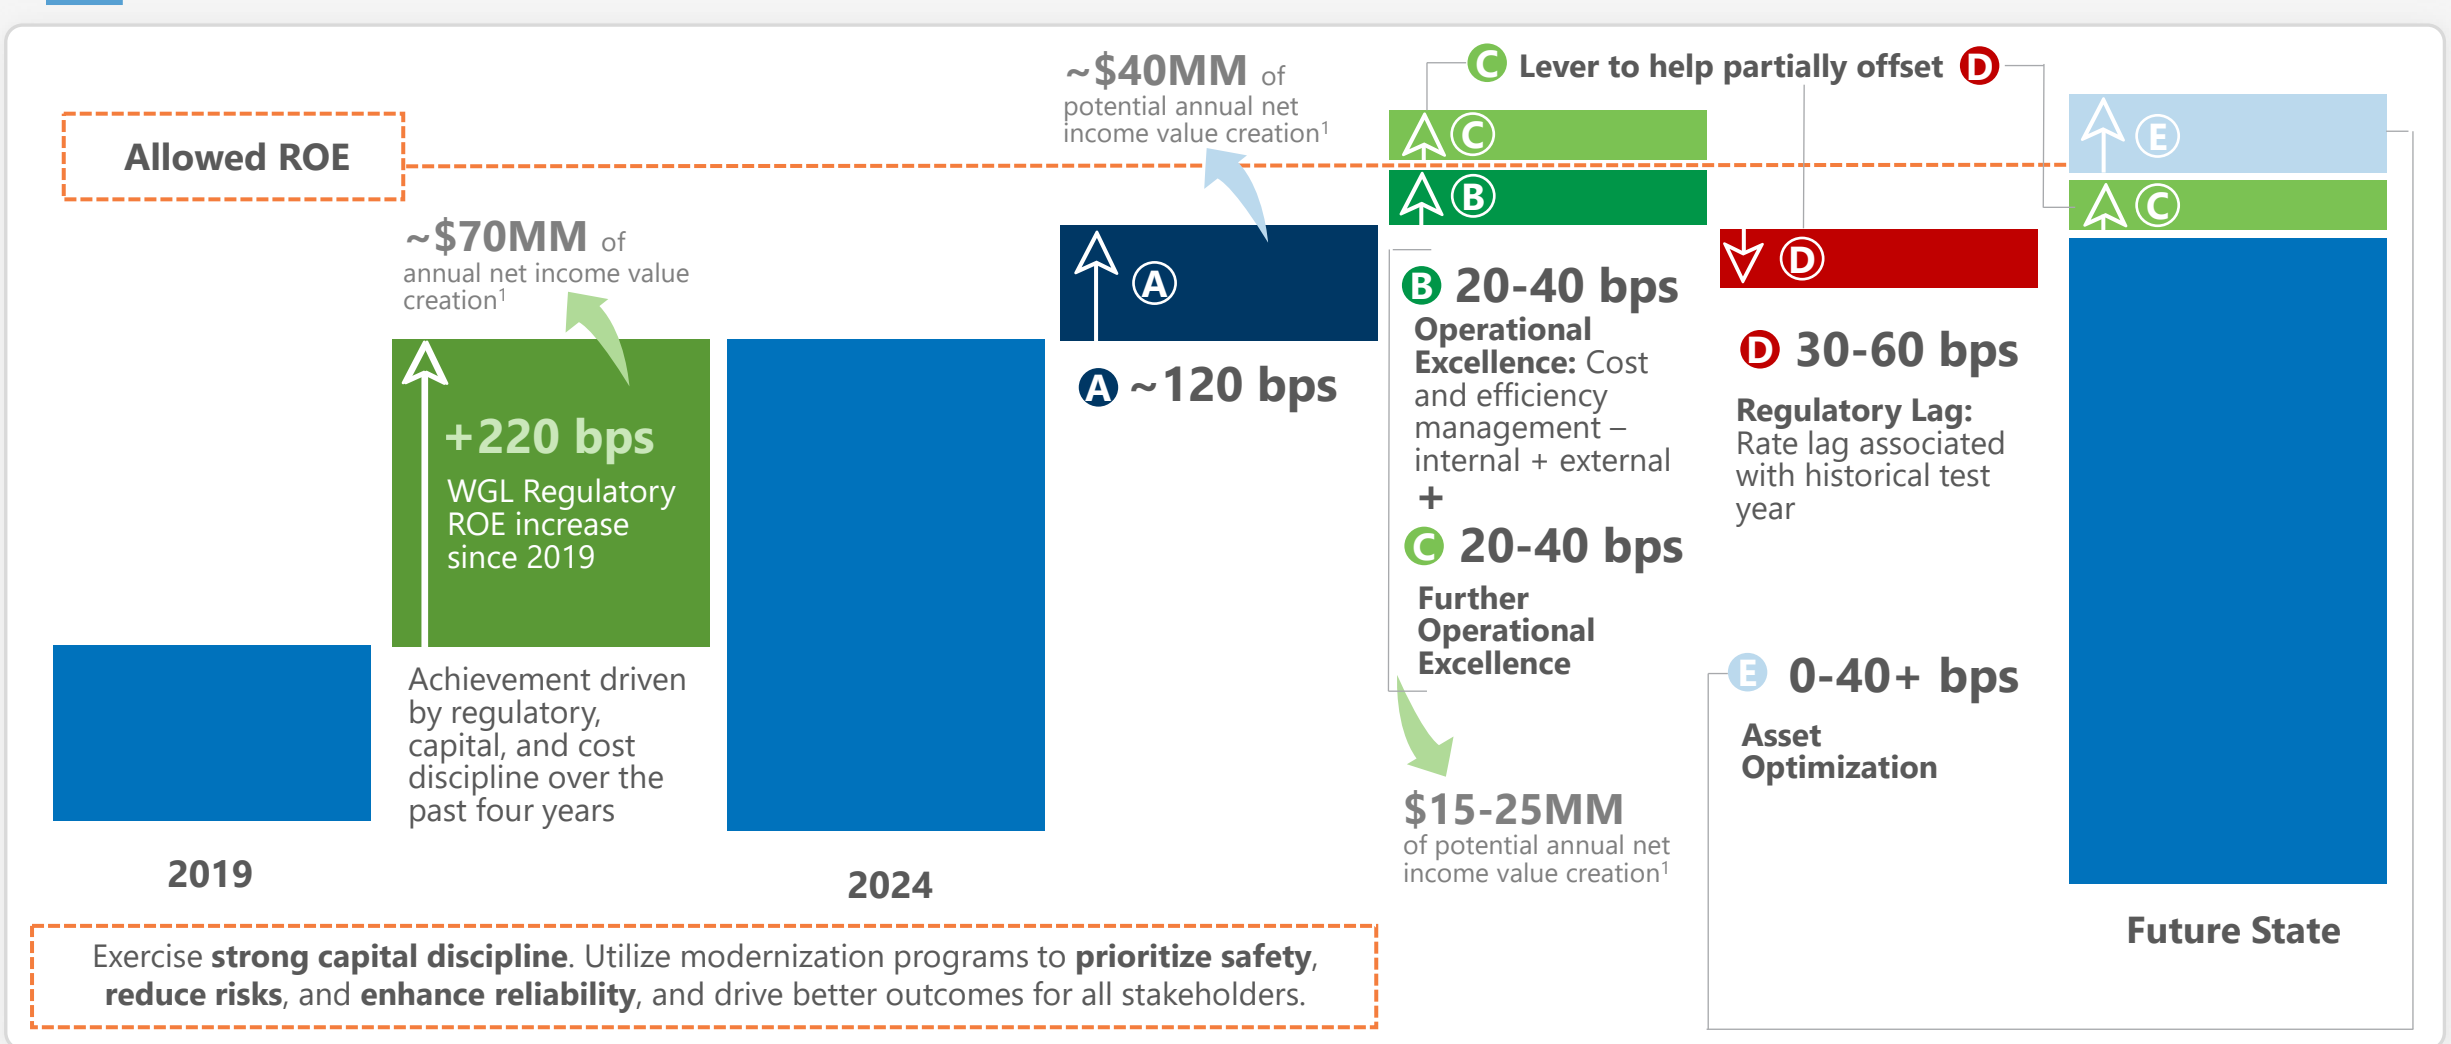 Allowed ROE
~$70MM of
annual net income value
creation1
+220 bps
WGL Regulatory
ROE increase
since 2019
Achievement driven
by regulatory,
capital, and cost
discipline over the
past four years
2019
2024
~$40MM of
potential annual net
income value creation1
A
A ~120 bps
C Lever to help partially offset D
C
B
B 20-40 bps
Operational
Excellence: Cost
and efficiency
management –
internal + external
+
C 20-40 bps
Further
Operational
Excellence
$15-25MM
of potential annual net
income value creation1
D
D 30-60 bps
Regulatory Lag:
Rate lag associated
with historical test
year
E 0-40+ bps
Asset
Optimization
E
C
Future State
Exercise strong capital discipline. Utilize modernization programs to prioritize safety,
reduce risks, and enhance reliability, and drive better outcomes for all stakeholders.